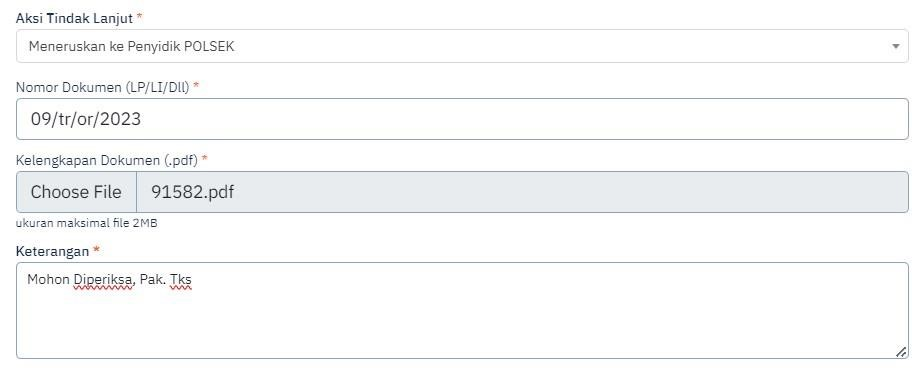 Aksi Tindak Lanjut *
Meneruskan ke Penyidik POLSEK
Nomor Dokumen (LP/LI/Dll) *
09/tr/or/2023
Kelengkapan Dokumen (.pdf) *
Choose File 91582.pdf
ukuran maksimal file 2MB
Keterangan *
Mohon Diperiksa, Pak. Tks